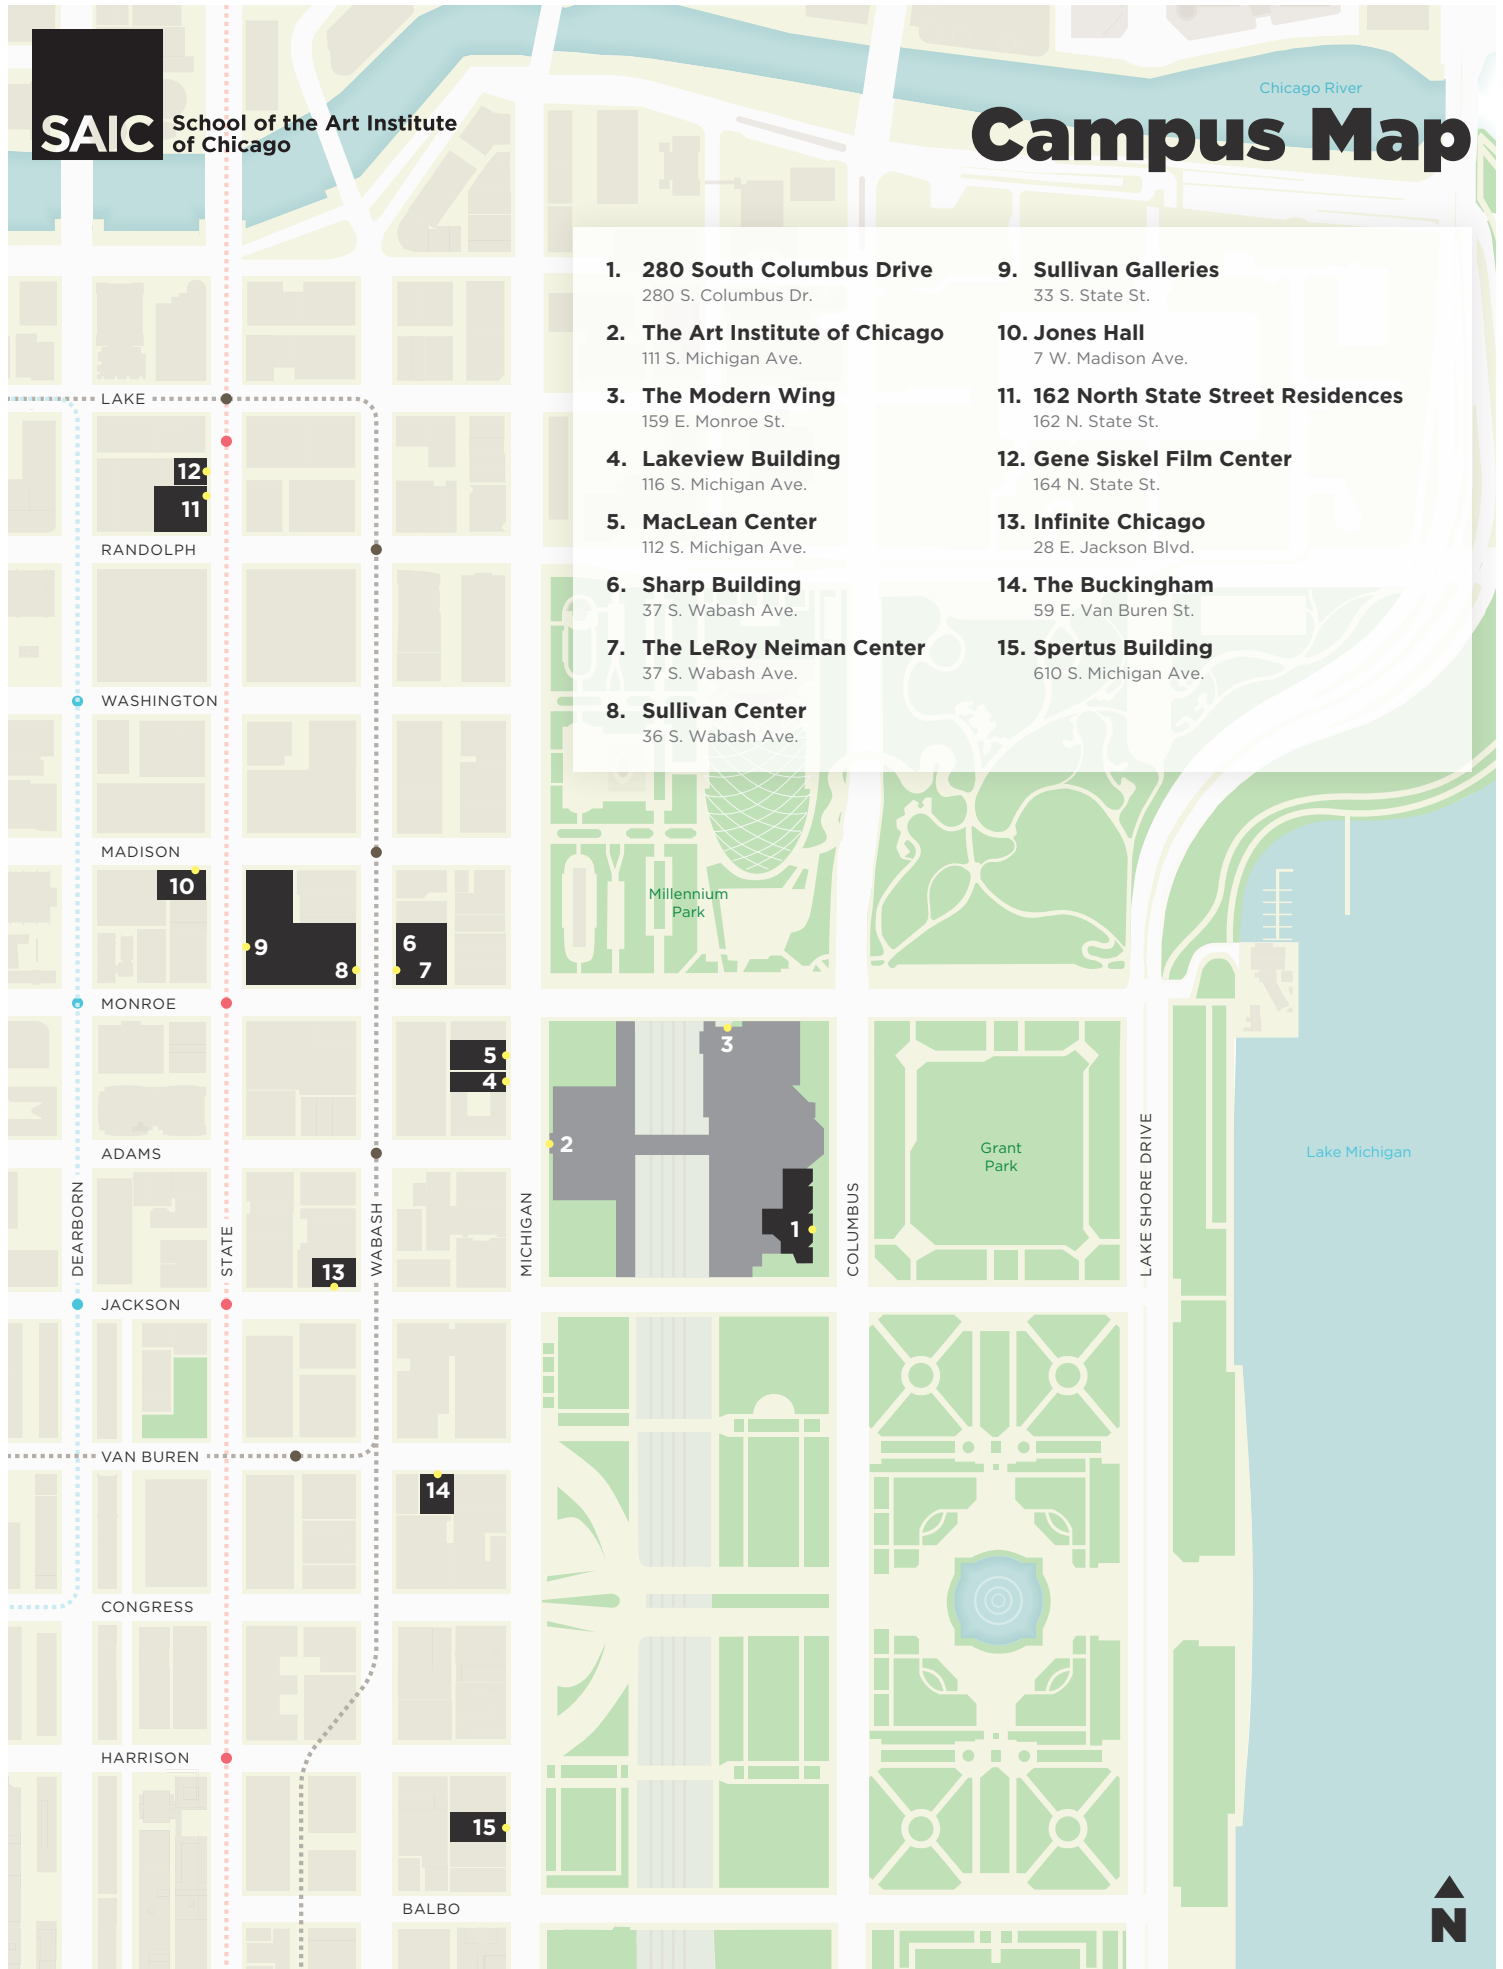 SAIC
School of the Art Institute
of Chicago
Chicago River
Campus Map
1. 280 South Columbus Drive
280 S. Columbus Dr.
2. The Art Institute of Chicago
111 S. Michigan Ave.
3. The Modern Wing
159 E. Monroe St.
4. Lakeview Building
116 S. Michigan Ave.
5. MacLean Center
112 S. Michigan Ave.
6. Sharp Building
37 S. Wabash Ave.
7. The LeRoy Neiman Center
37 S. Wabash Ave.
8. Sullivan Center
36 S. Wabash Ave.
9. Sullivan Galleries
33 S. State St.
10. Jones Hall
7 W. Madison Ave.
11. 162 North State Street Residences
162 N. State St.
12. Gene Siskel Film Center
164 N. State St.
13. Infinite Chicago
28 E. Jackson Blvd.
14. The Buckingham
59 E. Van Buren St.
15. Spertus Building
610 S. Michigan Ave.
LAKE
12
11
RANDOLPH
WASHINGTON
MADISON
10
Millennium
Park
9
8
6
7
MONROE
3
5
4
2
ADAMS
Grant
Park
Lake Michigan
DEARBORN
STATE
WABASH
MICHIGAN
COLUMBUS
LAKE SHORE DRIVE
1
13
JACKSON
VAN BUREN
14
CONGRESS
HARRISON
15
BALBO
N